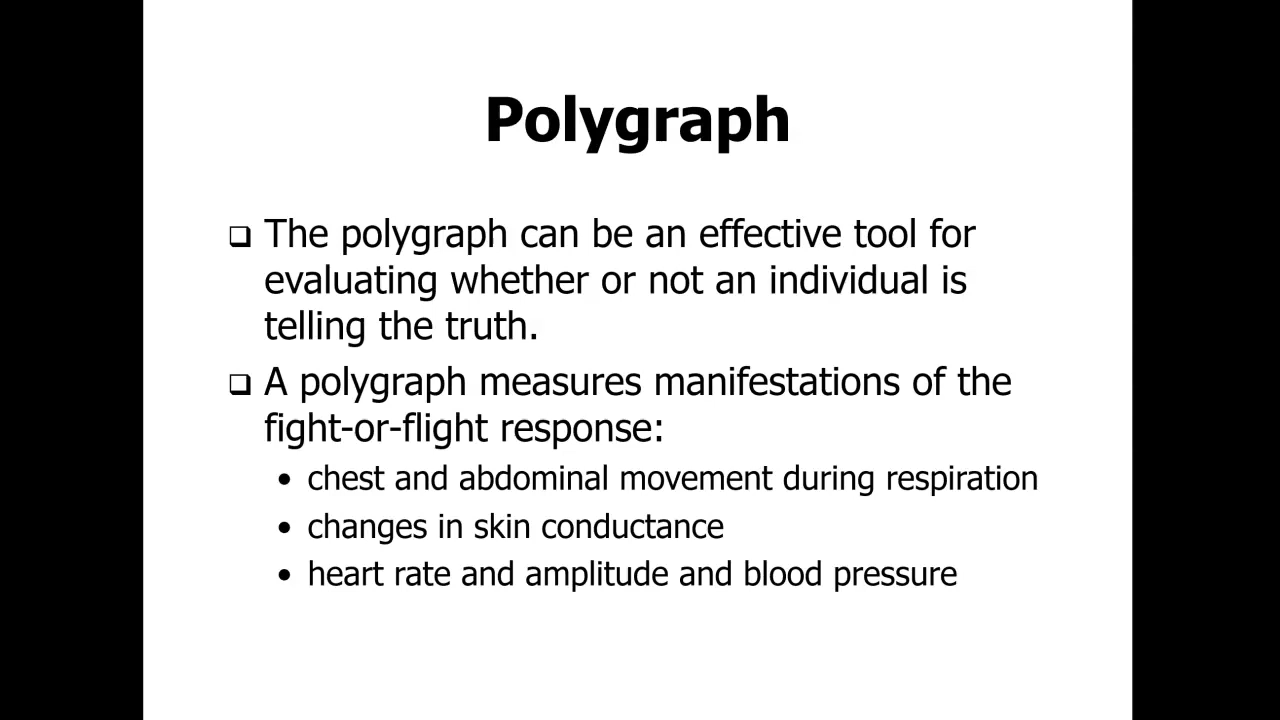 Polygraph
❑ The polygraph can be an effective tool for
evaluating whether or not an individual is
telling the truth.
❑ A polygraph measures manifestations of the
fight-or-flight response:
• chest and abdominal movement during respiration
• changes in skin conductance
• heart rate and amplitude and blood pressure